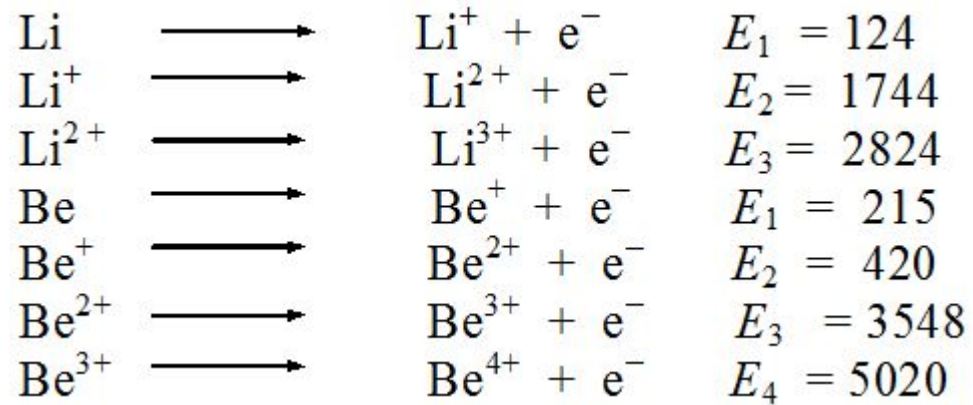 Li ⟶ Li⁺ + e⁻ E₁ = 124
Li⁺ ⟶ Li²⁺ + e⁻ E₂ = 1744
Li²⁺ ⟶ Li³⁺ + e⁻ E₃ = 2824
Be ⟶ Be⁺ + e⁻ E₁ = 215
Be⁺ ⟶ Be²⁺ + e⁻ E₂ = 420
Be²⁺ ⟶ Be³⁺ + e⁻ E₃ = 3548
Be³⁺ ⟶ Be⁴⁺ + e⁻ E₄ = 5020